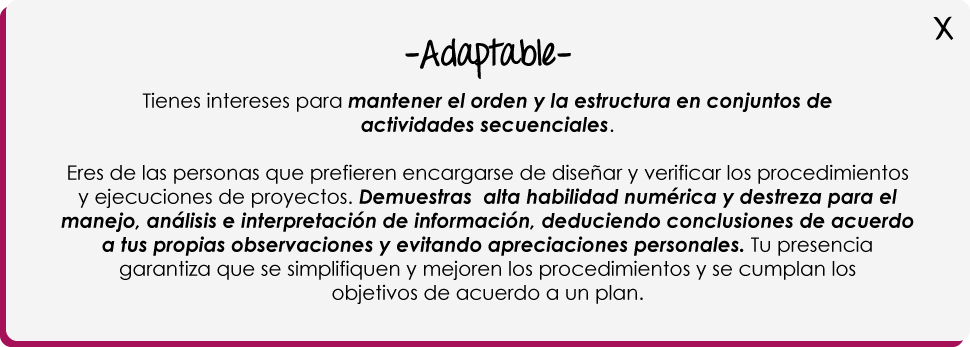 X
-Adaptable-
Tienes intereses para mantener el orden y la estructura en conjuntos de
actividades secuenciales.
Eres de las personas que prefieren encargarse de diseñar y verificar los procedimientos
y ejecuciones de proyectos. Demuestras  alta habilidad numérica y destreza para el
manejo, análisis e interpretación de información, deduciendo conclusiones de acuerdo
a tus propias observaciones y evitando apreciaciones personales. Tu presencia
garantiza que se simplifiquen y mejoren los procedimientos y se cumplan los
objetivos de acuerdo a un plan.